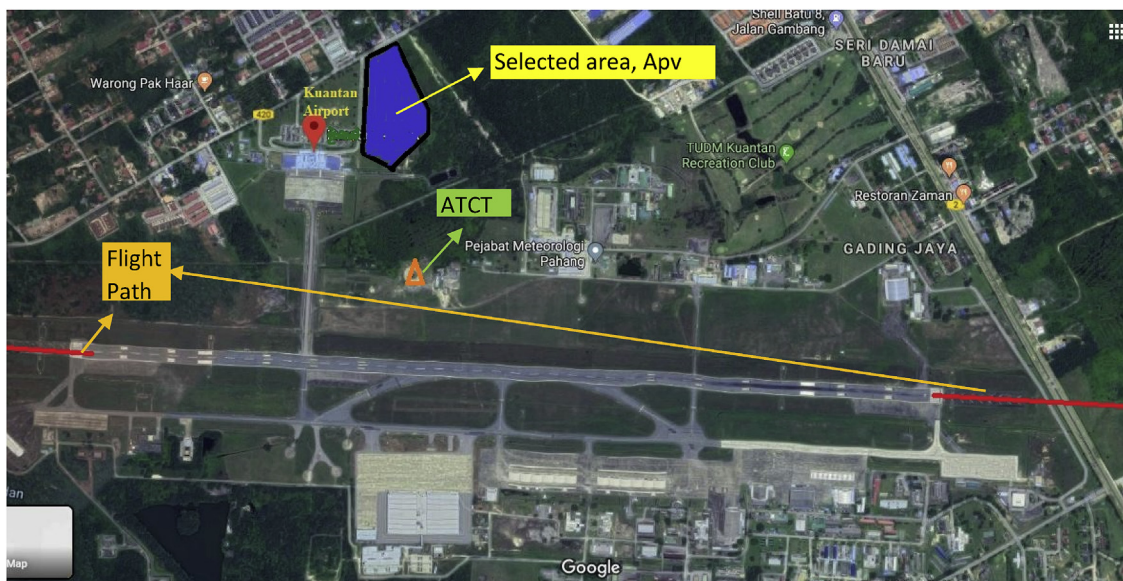 Shell Batu 8,
Jalan Gambang
SERI DAMAI
BARU
Selected area, Apv
Warong Pak Haar
Kuantan
Airport
420
TUDM Kuantan
Recreation Club
Restoran Zaman
2
ATCT
Pejabat Meteorologi
Pahang
GADING JAYA
Flight
Path
Map
Google